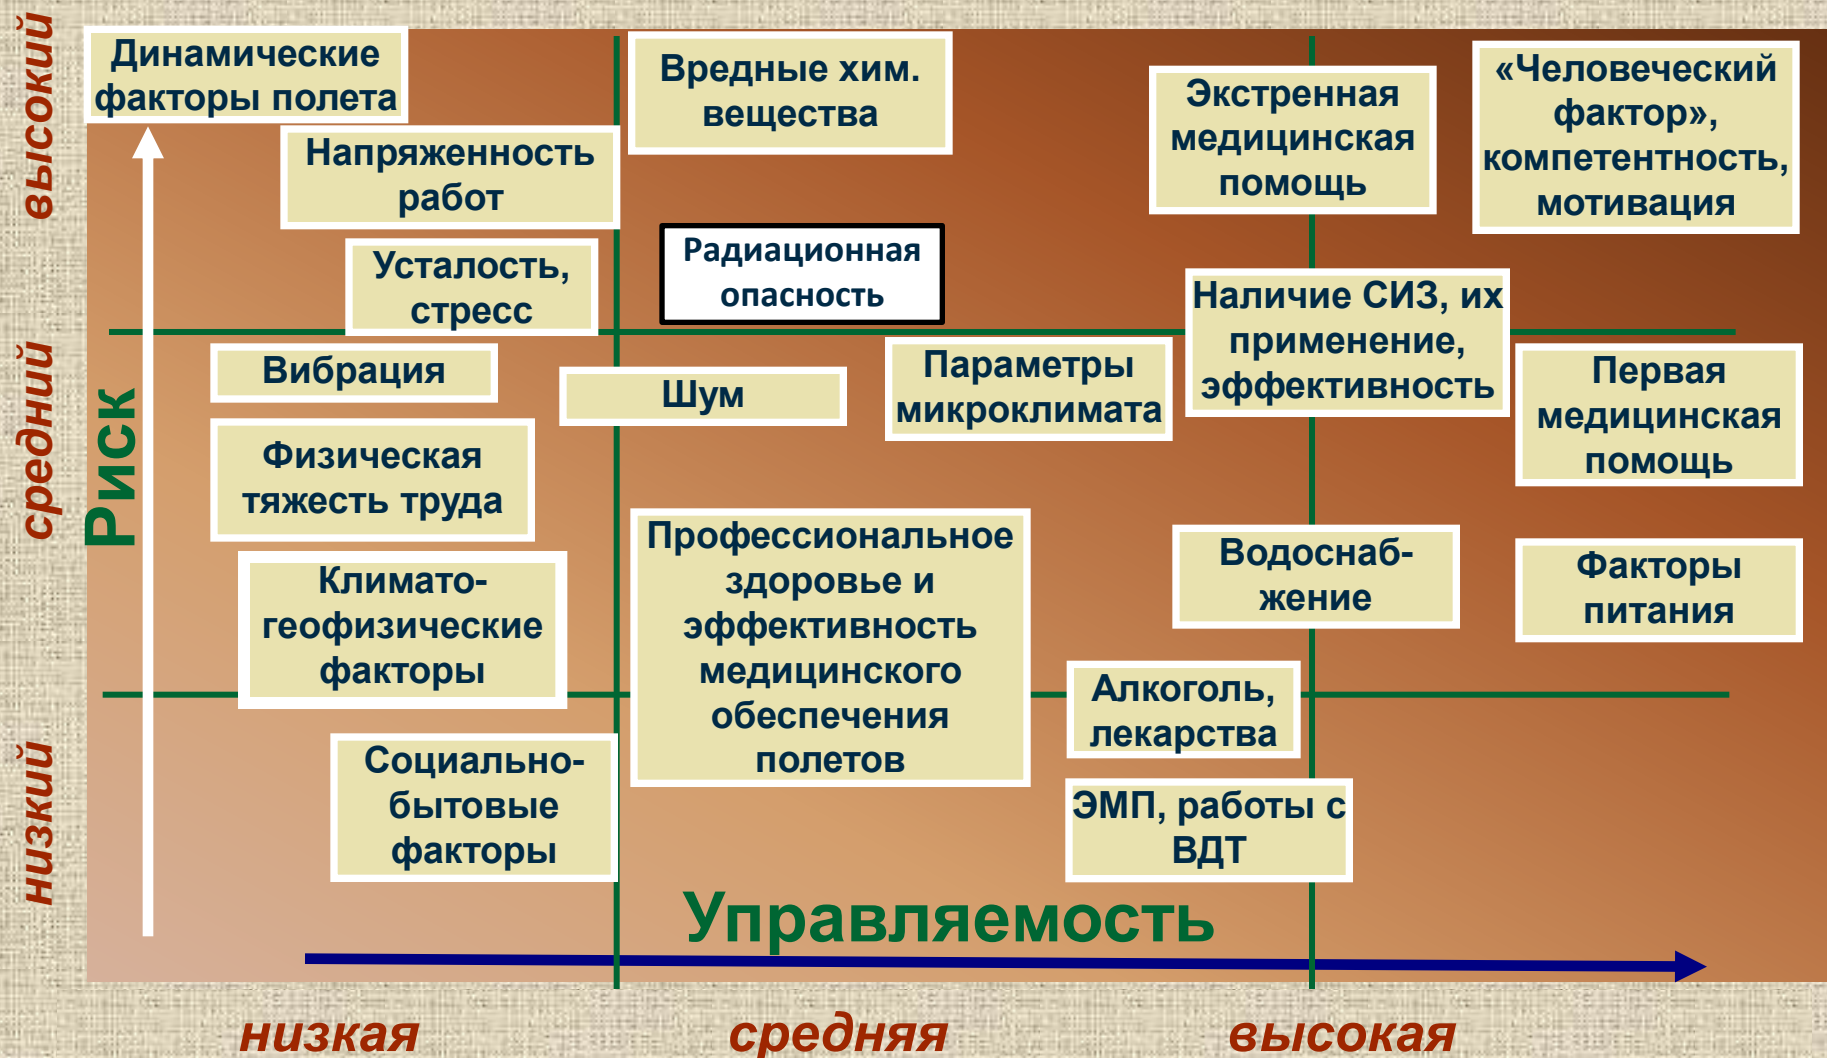 высокий
Динамические
факторы полета
Вредные хим.
вещества
Экстренная
медицинская
помощь
«Человеческий
фактор»,
компетентность,
мотивация
Напряженность
работ
Усталость,
стресс
Радиационная
опасность
Наличие СИЗ, их
применение,
эффективность
средний
Риск
Вибрация
Шум
Параметры
микроклимата
Первая
медицинская
помощь
Физическая
тяжесть труда
Климато-
геофизические
факторы
Профессиональное
здоровье и
эффективность
медицинского
обеспечения
полетов
Водоснаб-
жение
Факторы
питания
Алкоголь,
лекарства
низкий
Социально-
бытовые
факторы
ЭМП, работы с
ВДТ
Управляемость
низкая
средняя
высокая